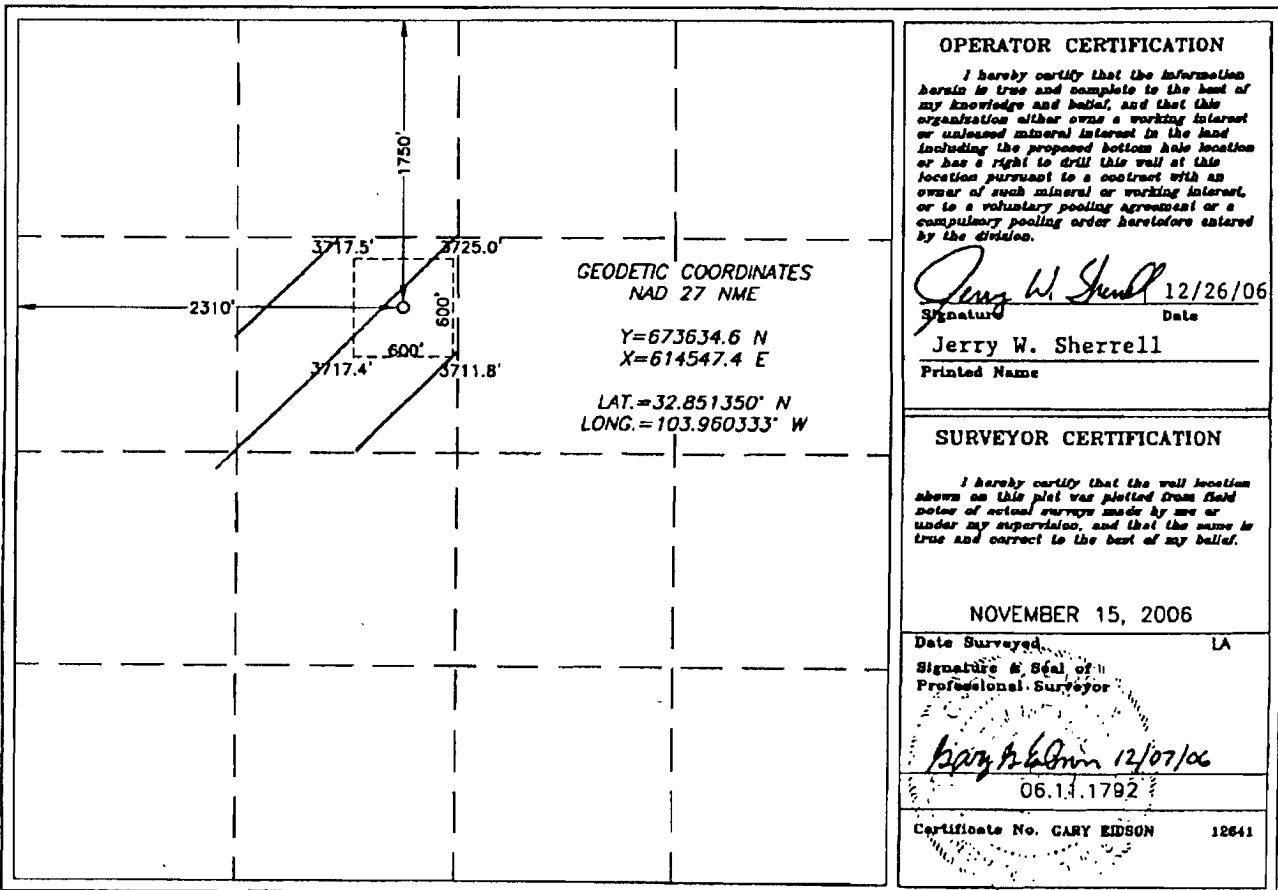 1750'
3717.5'
3725.0'
2310'
600'
600'
3717.4'
3711.8'
GEODETIC COORDINATES
NAD 27 NME
Y=673634.6 N
X=614547.4 E
LAT.=32.851350° N
LONG.=103.960333° W
OPERATOR CERTIFICATION
I hereby certify that the information
herein is true and complete to the best of
my knowledge and belief, and that this
organization either owns a working interest
or unleased mineral interest in the land
including the proposed bottom hole location
or has a right to drill this well at this
location pursuant to a contract with an
owner of such mineral or working interest,
or to a voluntary pooling agreement or a
compulsory pooling order heretofore entered
by the division.
Jerry W. Sherrell 12/26/06
Signature Date
Jerry W. Sherrell
Printed Name
SURVEYOR CERTIFICATION
I hereby certify that the well location
shown on this plat was plotted from field
notes of actual surveys made by me or
under my supervision, and that the same is
true and correct to the best of my belief.
NOVEMBER 15, 2006
Date Surveyed LA
Signature & Seal of
Professional Surveyor
Gary G Eidson 12/07/06
06.11.1792
Certificate No. GARY EIDSON 12641